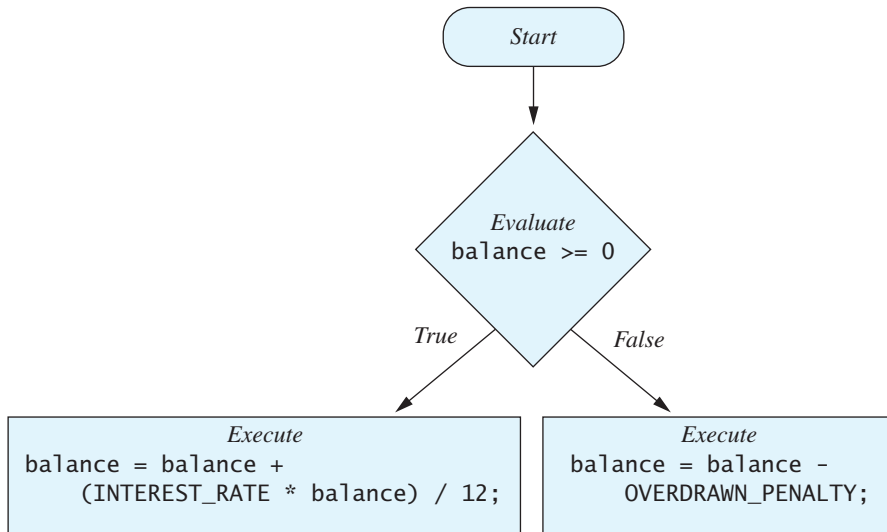 Start
Evaluate
balance >= 0
True
False
Execute
balance = balance +
(INTEREST_RATE * balance) / 12;
Execute
balance = balance -
OVERDRAWN_PENALTY;